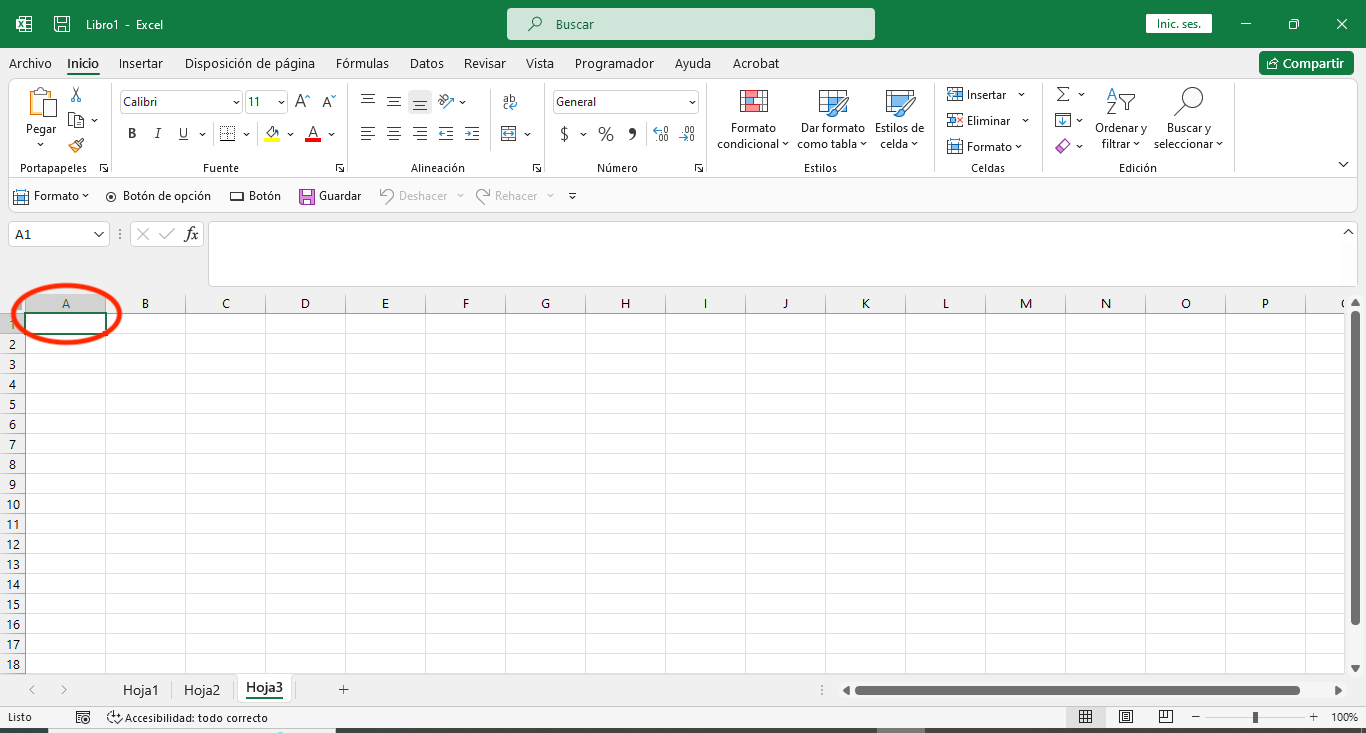 Libro1 - Excel
Buscar
Inic. ses.
Archivo Inicio Insertar Disposición de página Fórmulas Datos Revisar Vista Programador Ayuda Acrobat Compartir
Pegar
Portapapeles
Calibri 11
N K S
Fuente
ab
Alineación
General
$ % 000
Número
Formato condicional
Dar formato como tabla
Estilos de celda
Estilos
Insertar
Eliminar
Formato
Celdas
Ordenar y filtrar
Buscar y seleccionar
Edición
Formato Botón de opción Botón Guardar Deshacer Rehacer
A1 fx
A B C D E F G H I J K L M N O P
1
2
3
4
5
6
7
8
9
10
11
12
13
14
15
16
17
18
Hoja1 Hoja2 Hoja3
Listo Accesibilidad: todo correcto 100%